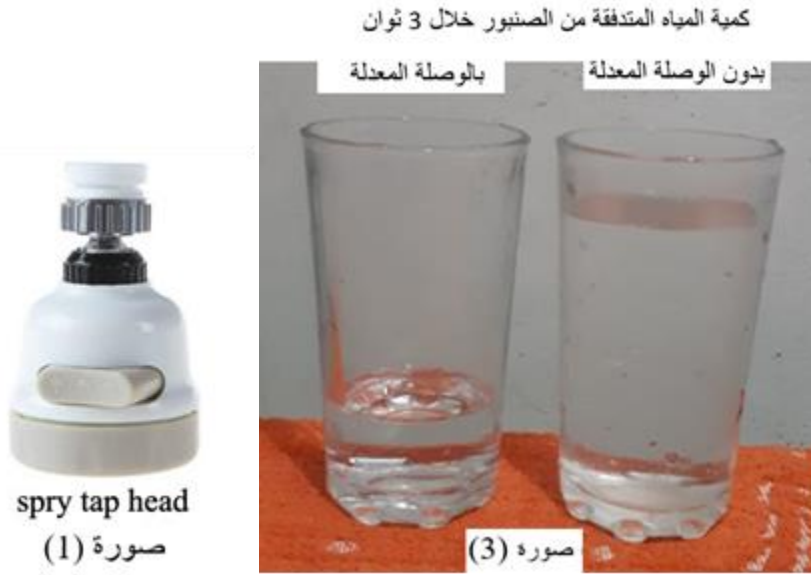 كمية المياه المتدفقة من الصنبور خلال 3 ثوان
بدون الوصلة المعدلة
بالوصلة المعدلة
spry tap head
صورة (1)
صورة (3)